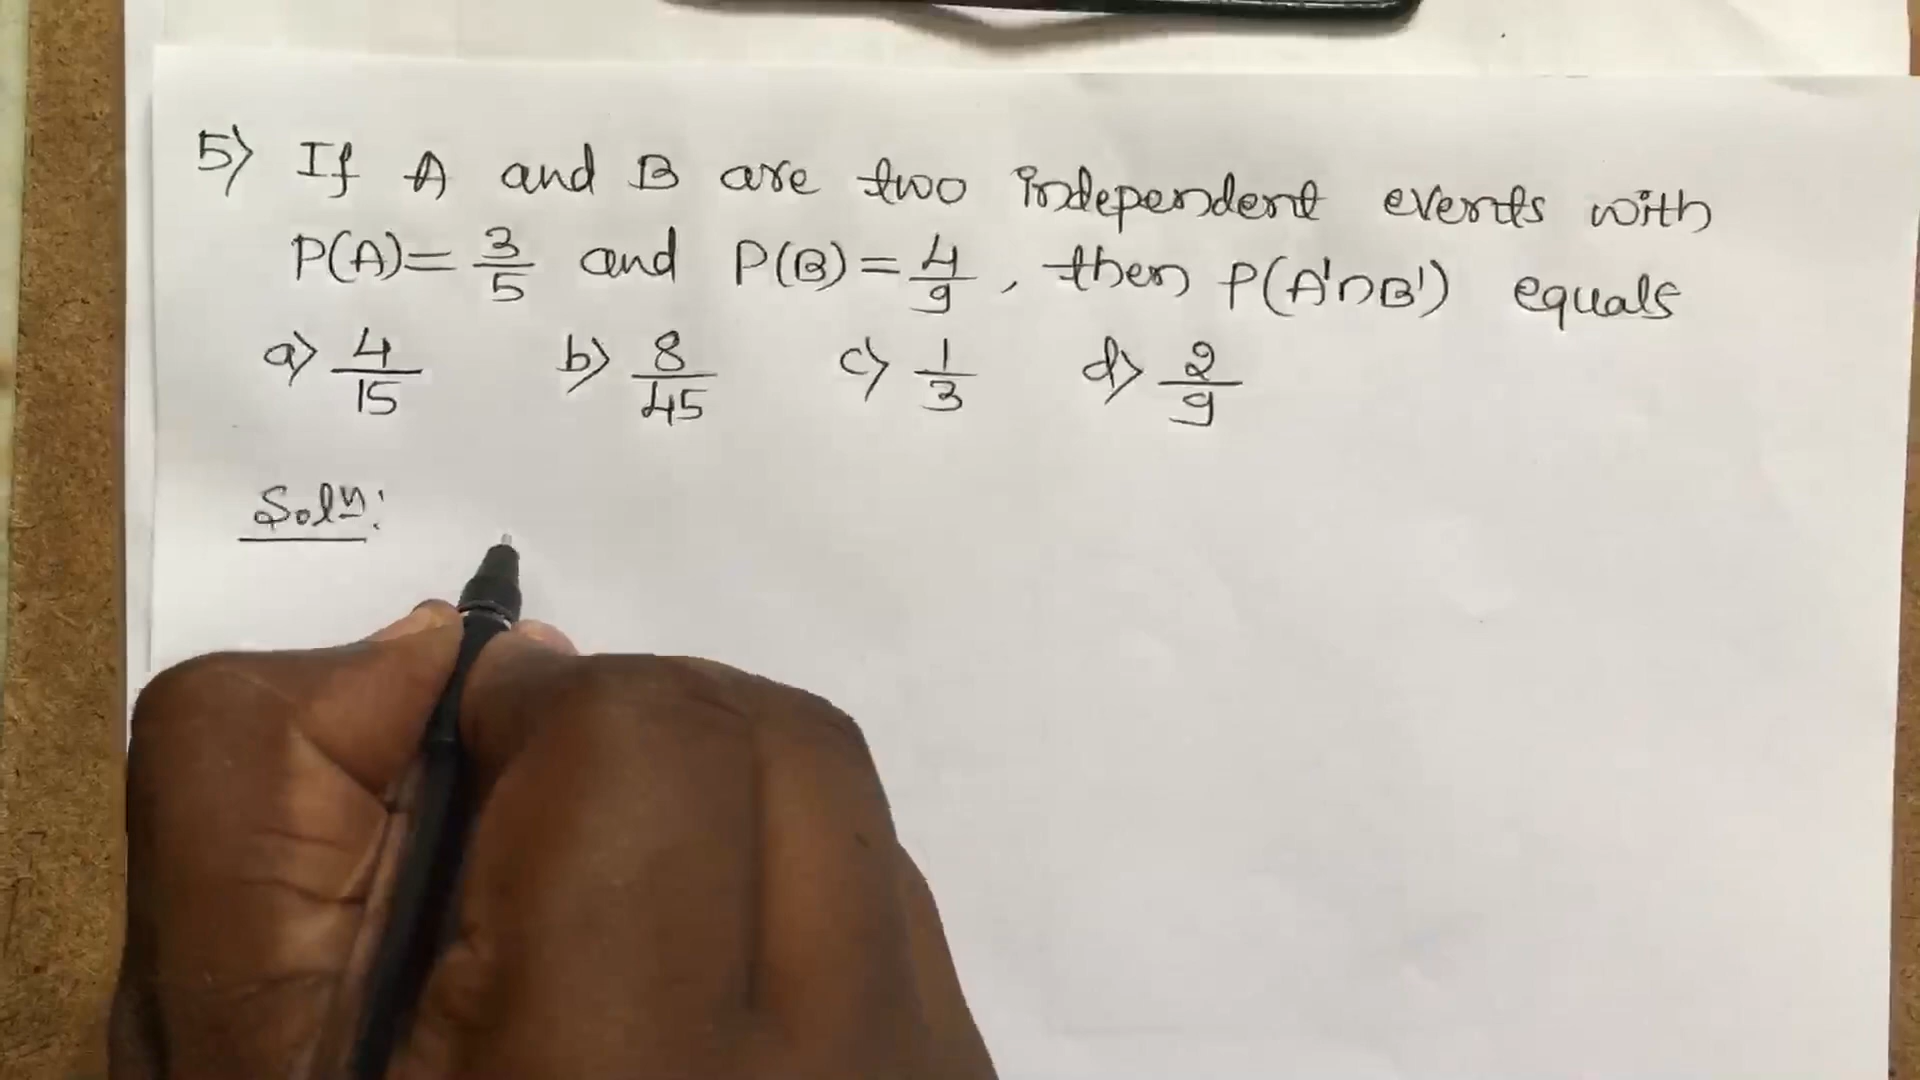 5) If A and B are two independent events with
P(A)= 3/5 and P(B)= 4/9, then P(A'∩B') equals
a) 4/15 b) 8/45 c) 1/3 d) 2/9
Soln: